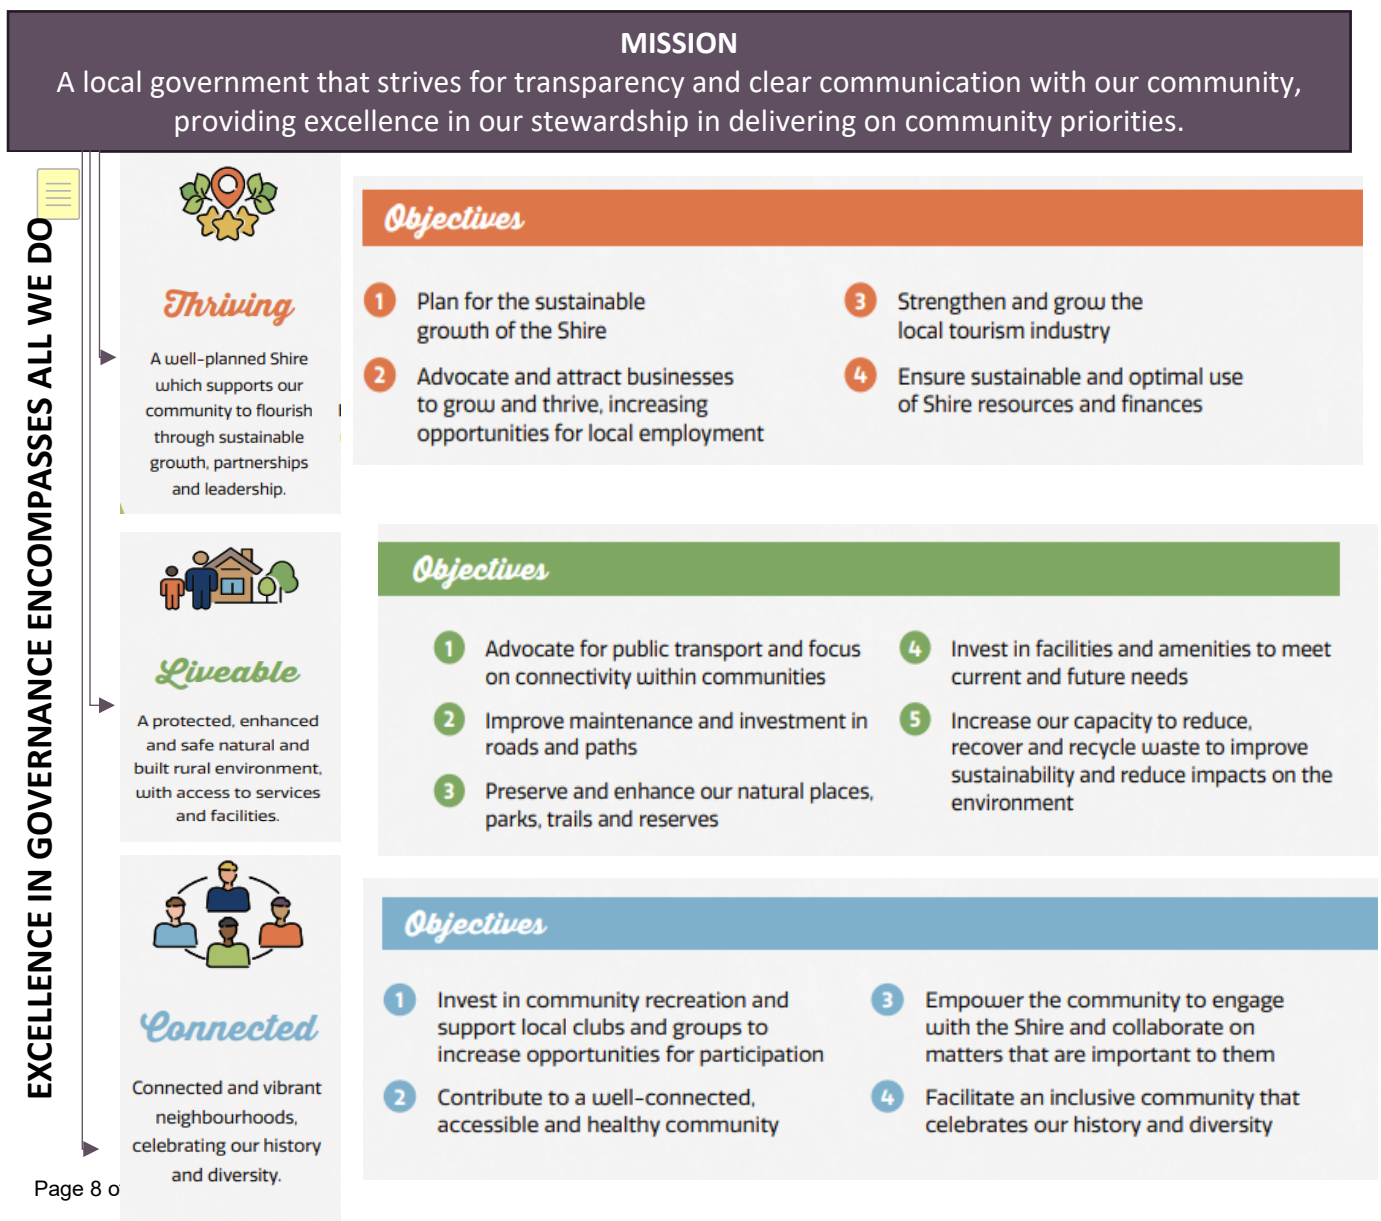 MISSION
A local government that strives for transparency and clear communication with our community,
providing excellence in our stewardship in delivering on community priorities.
EXCELLENCE IN GOVERNANCE ENCOMPASSES ALL WE DO
Thriving
A well-planned Shire
which supports our
community to flourish
through sustainable
growth, partnerships
and leadership.
Objectives
1 Plan for the sustainable
growth of the Shire
2 Advocate and attract businesses
to grow and thrive, increasing
opportunities for local employment
3 Strengthen and grow the
local tourism industry
4 Ensure sustainable and optimal use
of Shire resources and finances
Liveable
A protected, enhanced
and safe natural and
built rural environment,
with access to services
and facilities.
Objectives
1 Advocate for public transport and focus
on connectivity within communities
2 Improve maintenance and investment in
roads and paths
3 Preserve and enhance our natural places,
parks, trails and reserves
4 Invest in facilities and amenities to meet
current and future needs
5 Increase our capacity to reduce,
recover and recycle waste to improve
sustainability and reduce impacts on the
environment
Connected
Connected and vibrant
neighbourhoods,
celebrating our history
and diversity.
Objectives
1 Invest in community recreation and
support local clubs and groups to
increase opportunities for participation
2 Contribute to a well-connected,
accessible and healthy community
3 Empower the community to engage
with the Shire and collaborate on
matters that are important to them
4 Facilitate an inclusive community that
celebrates our history and diversity
Page 8